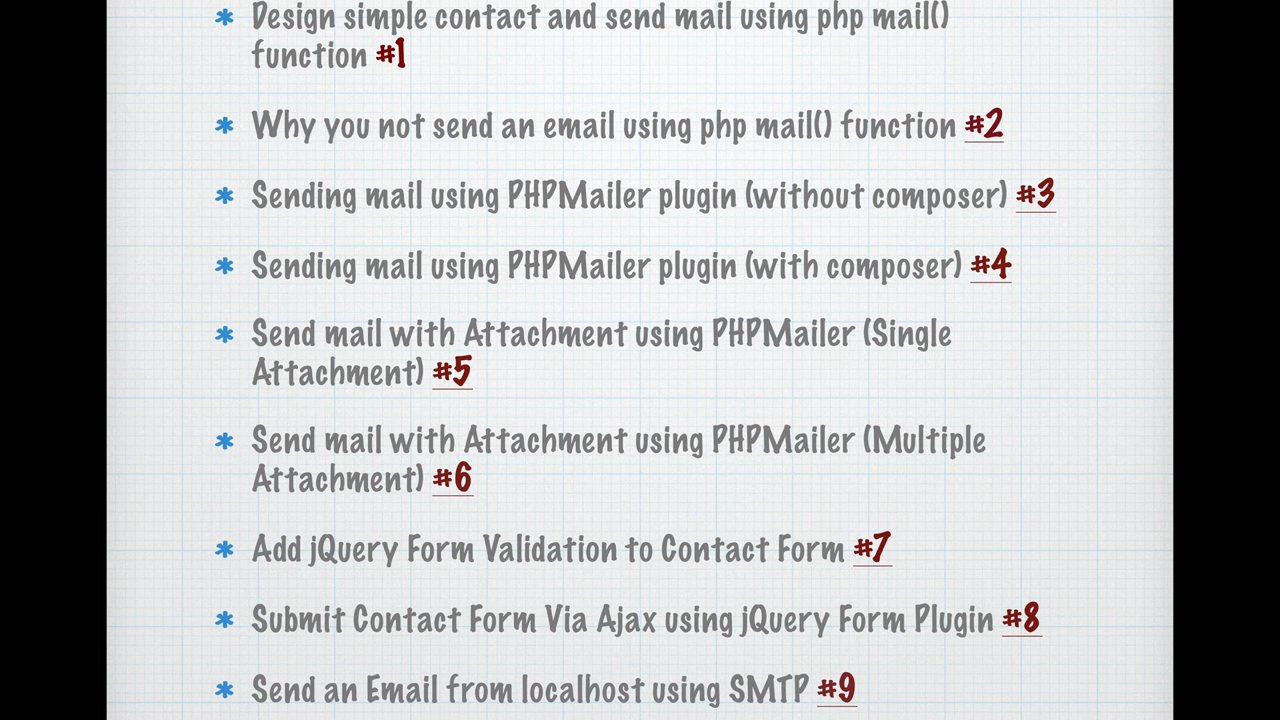 * Design simple contact and send mail using php mail()
function #1
* Why you not send an email using php mail() function #2
* Sending mail using PHPMailer plugin (without composer) #3
* Sending mail using PHPMailer plugin (with composer) #4
* Send mail with Attachment using PHPMailer (Single
Attachment) #5
* Send mail with Attachment using PHPMailer (Multiple
Attachment) #6
* Add jQuery Form Validation to Contact Form #7
* Submit Contact Form Via Ajax using jQuery Form Plugin #8
* Send an Email from localhost using SMTP #9